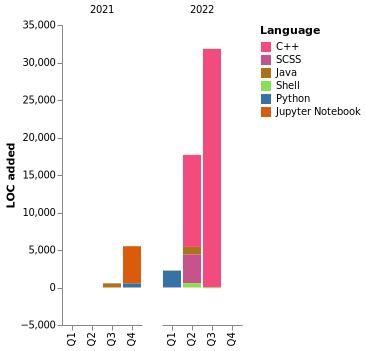 2021 2022
Language
C++
SCSS
Java
Shell
Python
Jupyter Notebook
LOC added
35,000
30,000
25,000
20,000
15,000
10,000
5,000
0
−5,000
Q1 Q2 Q3 Q4 Q1 Q2 Q3 Q4